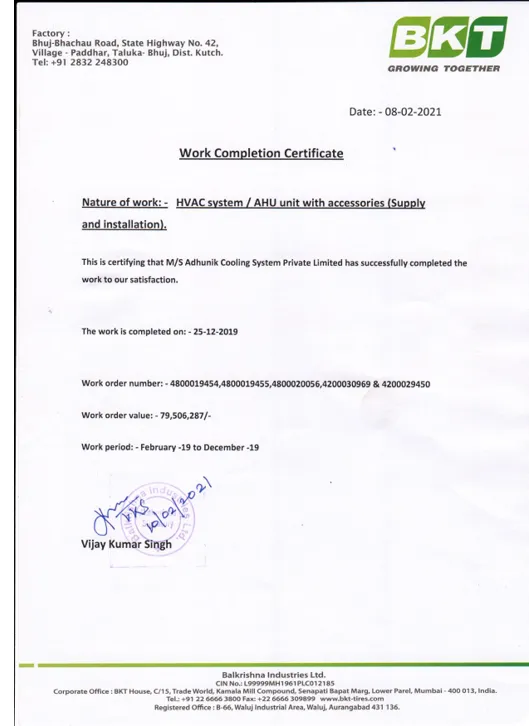 Factory :
Bhuj-Bhachau Road, State Highway No. 42,
Village - Paddhar, Taluka- Bhuj, Dist. Kutch.
Tel: +91 2832 248300
BKT
GROWING TOGETHER
Date: - 08-02-2021
Work Completion Certificate
Nature of work: - HVAC system / AHU unit with accessories (Supply
and installation).
This is certifying that M/S Adhunik Cooling System Private Limited has successfully completed the
work to our satisfaction.
The work is completed on: - 25-12-2019
Work order number: - 4800019454,4800019455,4800020056,4200030969 & 4200029450
Work order value: - 79,506,287/-
Work period: - February -19 to December -19
VKS
10/02/2021
Vijay Kumar Singh
Balkrishna Industries Ltd.
CIN No.: L99999MH1961PLC012185
Corporate Office : BKT House, C/15, Trade World, Kamala Mill Compound, Senapati Bapat Marg, Lower Parel, Mumbai - 400 013, India.
Tel.: +91 22 6666 3800 Fax: +22 6666 309899 www.bkt-tires.com
Registered Office : B-66, Waluj Industrial Area, Waluj, Aurangabad 431 136.